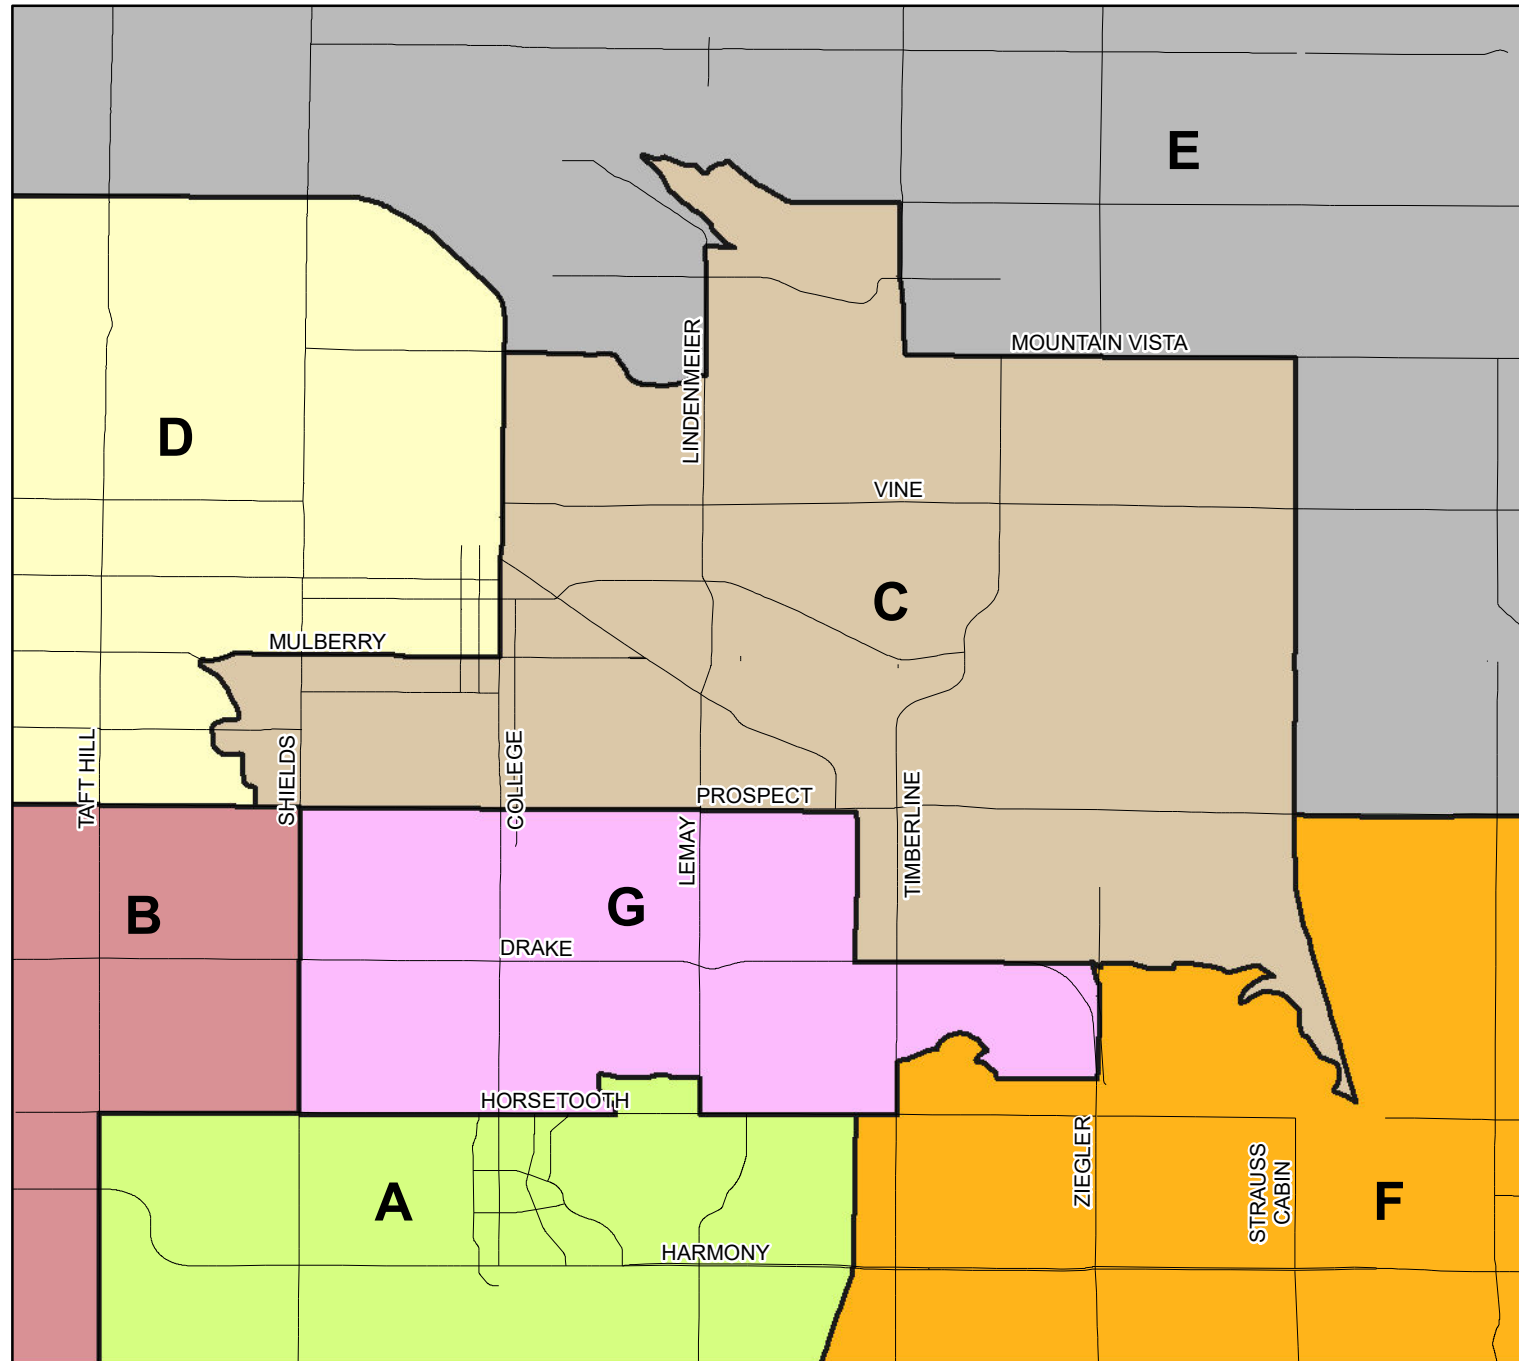 E
MOUNTAIN VISTA
LINDENMEIER
D
VINE
C
MULBERRY
TAFT HILL
SHIELDS
COLLEGE
PROSPECT
LEMAY
TIMBERLINE
B
G
DRAKE
HORSETOOTH
ZIEGLER
STRAUSS
CABIN
A
F
HARMONY